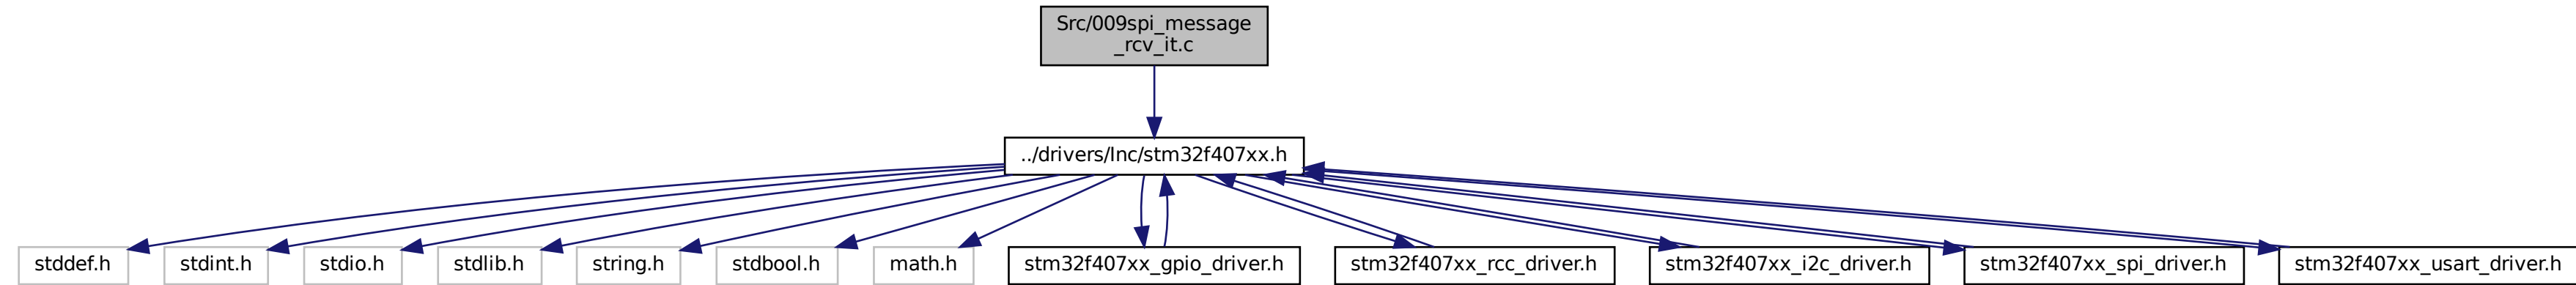 Src/009spi_message
_rcv_it.c
../drivers/Inc/stm32f407xx.h
stddef.h
stdint.h
stdio.h
stdlib.h
string.h
stdbool.h
math.h
stm32f407xx_gpio_driver.h
stm32f407xx_rcc_driver.h
stm32f407xx_i2c_driver.h
stm32f407xx_spi_driver.h
stm32f407xx_usart_driver.h